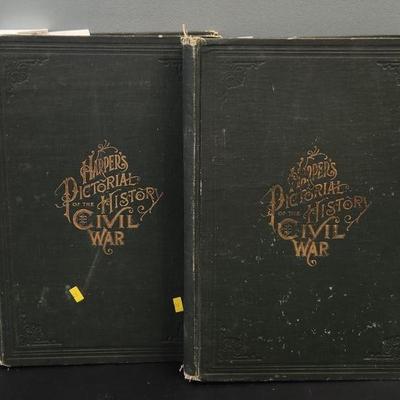 HARPER'S
PICTORIAL
HISTORY
OF THE
CIVIL
WAR
HARPER'S
PICTORIAL
HISTORY
OF THE
CIVIL
WAR